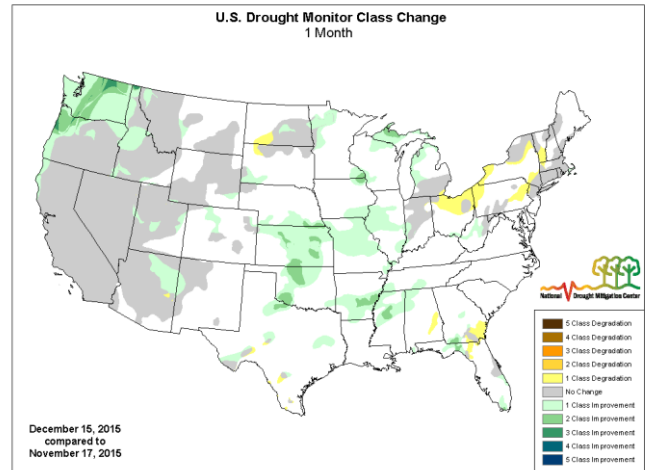 U.S. Drought Monitor Class Change
1 Month
National Drought Mitigation Center
5 Class Degradation
4 Class Degradation
3 Class Degradation
2 Class Degradation
1 Class Degradation
No Change
1 Class Improvement
2 Class Improvement
3 Class Improvement
4 Class Improvement
5 Class Improvement
December 15, 2015
compared to
November 17, 2015